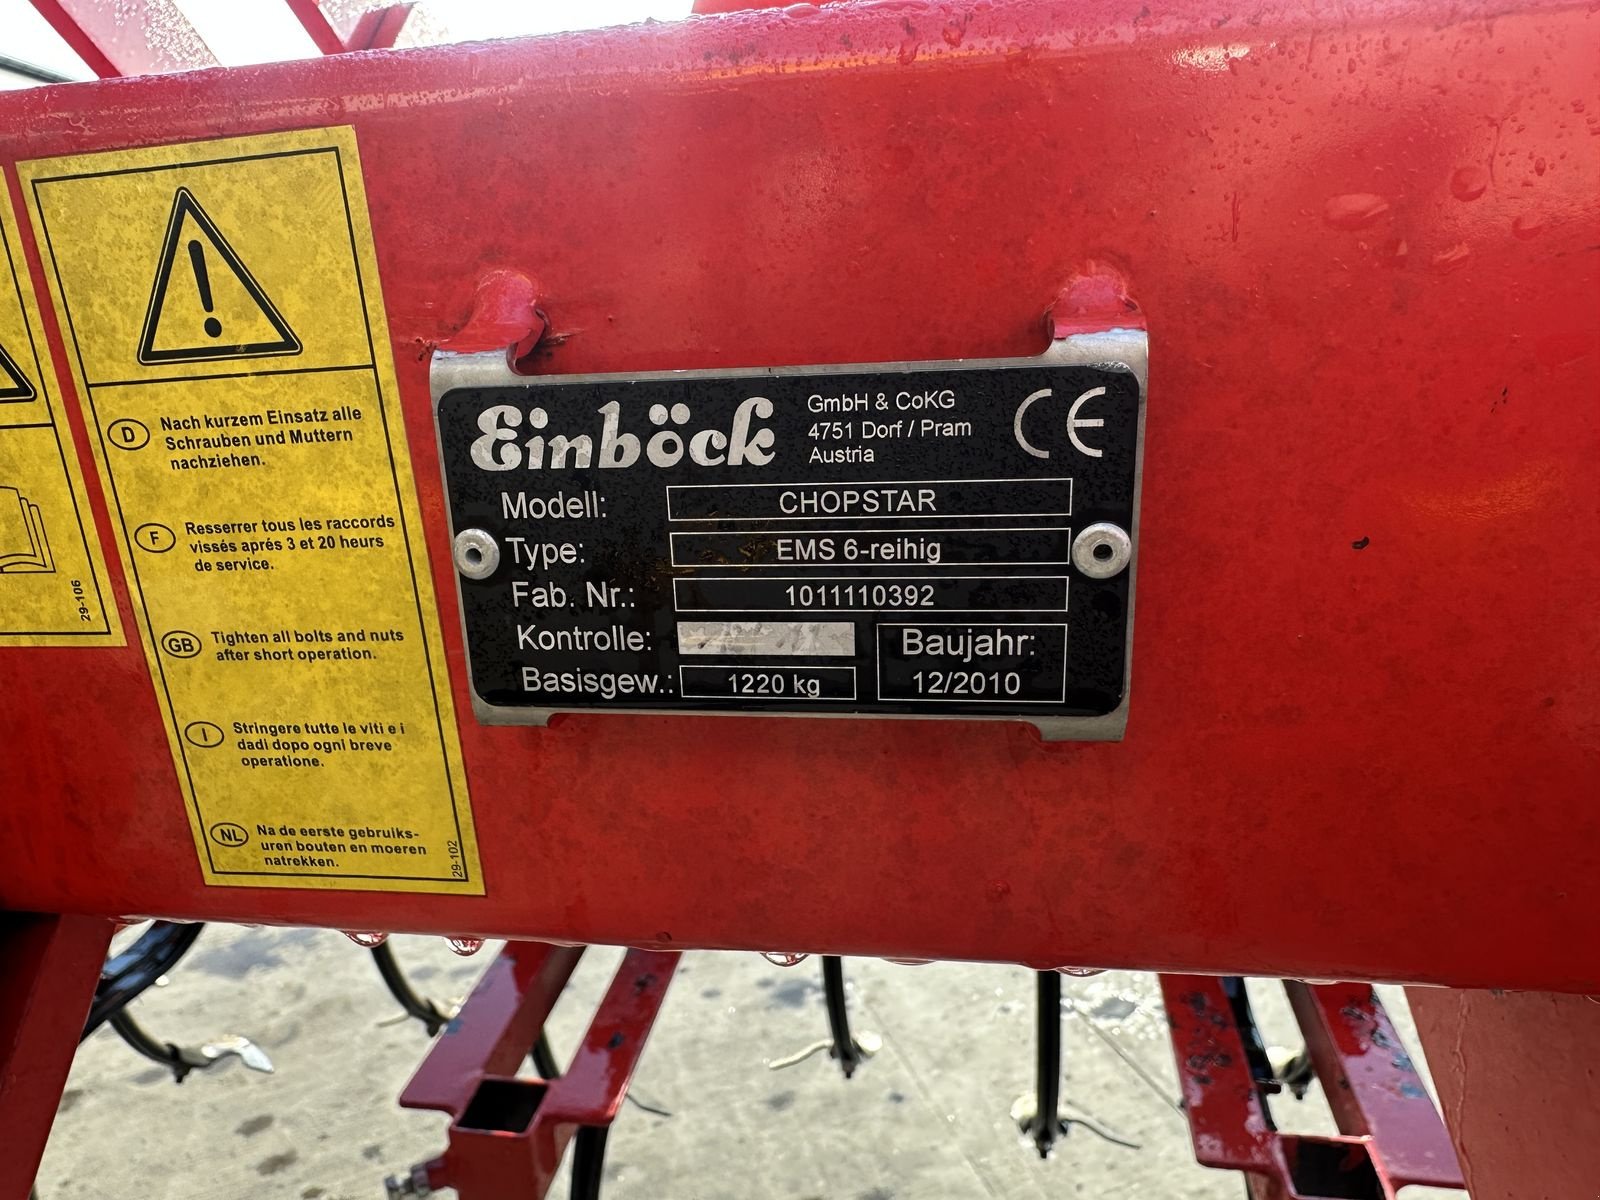 D
Nach kurzem Einsatz alle
Schrauben und Muttern
nachziehen.
F
Resserrer tous les raccords
vissés aprés 3 et 20 heurs
de service.
GB
Tighten all bolts and nuts
after short operation.
I
Stringere tutte le viti e i
dadi dopo ogni breve
operatione.
NL
Na de eerste gebruiks-
uren bouten en moeren
natrekken.
29-102
29-106
Einböck
GmbH & CoKG
4751 Dorf / Pram
Austria
CE
Modell: CHOPSTAR
Type: EMS 6-reihig
Fab. Nr.: 1011110392
Kontrolle:
Basisgew.: 1220 kg
Baujahr:
12/2010